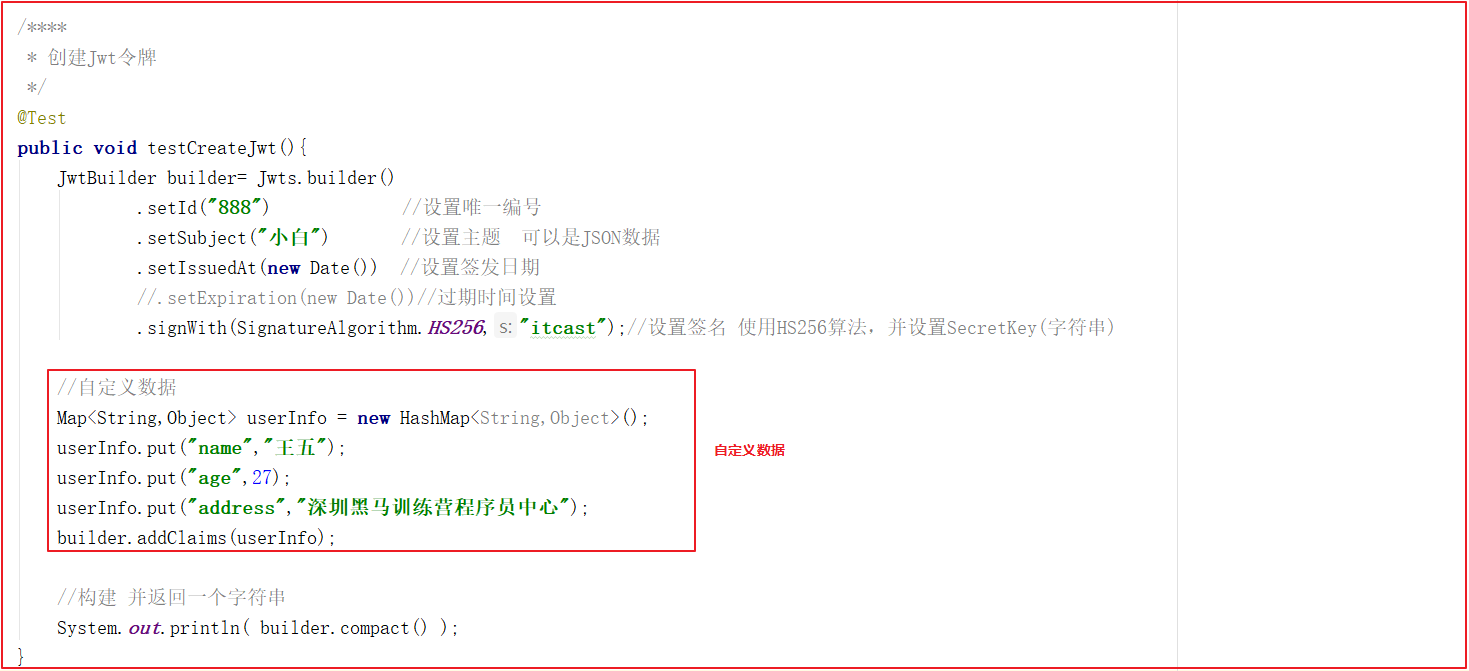 /****
 * 创建Jwt令牌
 */
@Test
public void testCreateJwt(){
    JwtBuilder builder= Jwts.builder()
            .setId("888")             //设置唯一编号
            .setSubject("小白")       //设置主题  可以是JSON数据
            .setIssuedAt(new Date())  //设置签发日期
            //.setExpiration(new Date())//过期时间设置
            .signWith(SignatureAlgorithm.HS256, s: "itcast");//设置签名 使用HS256算法，并设置SecretKey(字符串)
    //自定义数据
    Map<String,Object> userInfo = new HashMap<String,Object>();
    userInfo.put("name","王五");
自定义数据
    userInfo.put("age",27);
    userInfo.put("address","深圳黑马训练营程序员中心");
    builder.addClaims(userInfo);
    //构建 并返回一个字符串
    System.out.println( builder.compact() );
}